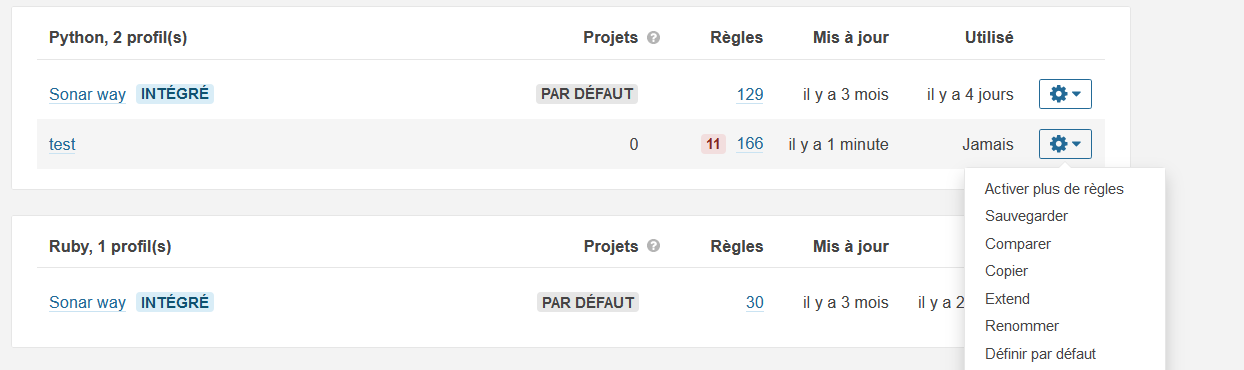 Python, 2 profil(s) Projets ? Règles Mis à jour Utilisé
Sonar way INTÉGRÉ PAR DÉFAUT 129 il y a 3 mois il y a 4 jours
test 0 11 166 il y a 1 minute Jamais
Activer plus de règles
Sauvegarder
Comparer
Copier
Extend
Renommer
Définir par défaut
Ruby, 1 profil(s) Projets ? Règles Mis à jour
Sonar way INTÉGRÉ PAR DÉFAUT 30 il y a 3 mois il y a 2